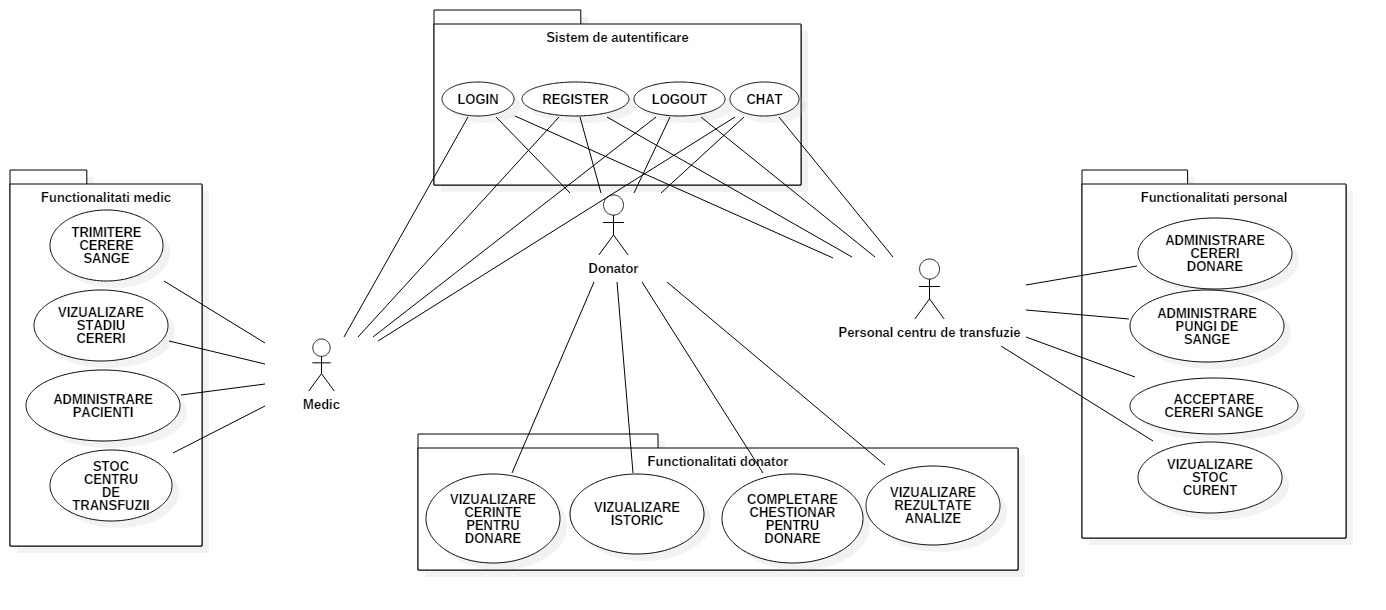 Sistem de autentificare
LOGIN
REGISTER
LOGOUT
CHAT
Functionalitati medic
TRIMITERE
CERERE
SANGE
VIZUALIZARE
STADIU
CERERI
ADMINISTRARE
PACIENTI
STOC
CENTRU
DE
TRANSFUZII
Medic
Donator
Personal centru de transfuzie
Functionalitati donator
VIZUALIZARE
CERINTE
PENTRU
DONARE
VIZUALIZARE
ISTORIC
COMPLETARE
CHESTIONAR
PENTRU
DONARE
VIZUALIZARE
REZULTATE
ANALIZE
Functionalitati personal
ADMINISTRARE
CERERI
DONARE
ADMINISTRARE
PUNGI DE
SANGE
ACCEPTARE
CERERI SANGE
VIZUALIZARE
STOC
CURENT